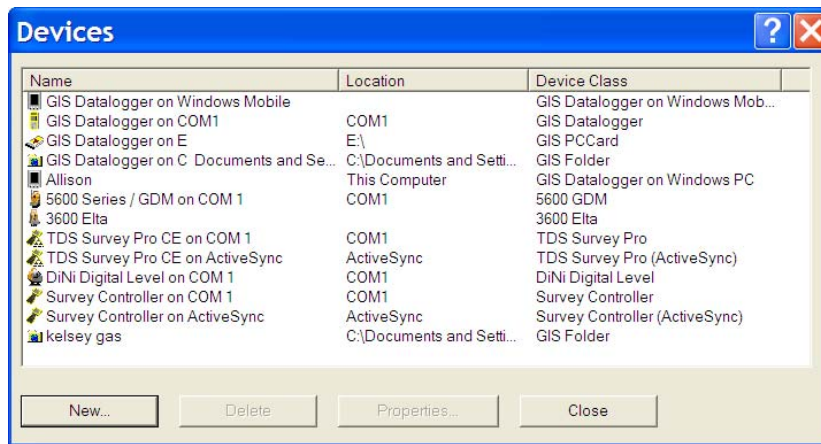 Devices
Name Location Device Class
GIS Datalogger on Windows Mobile GIS Datalogger on Windows Mob...
GIS Datalogger on COM1 COM1 GIS Datalogger
GIS Datalogger on E E:\ GIS PCCard
GIS Datalogger on C Documents and Se... C:\Documents and Setti... GIS Folder
Allison This Computer GIS Datalogger on Windows PC
5600 Series / GDM on COM 1 COM1 5600 GDM
3600 Elta 3600 Elta
TDS Survey Pro CE on COM 1 COM1 TDS Survey Pro
TDS Survey Pro CE on ActiveSync ActiveSync TDS Survey Pro (ActiveSync)
DiNi Digital Level on COM 1 COM1 DiNi Digital Level
Survey Controller on COM 1 COM1 Survey Controller
Survey Controller on ActiveSync ActiveSync Survey Controller (ActiveSync)
kelsey gas C:\Documents and Setti... GIS Folder
New... Delete Properties... Close